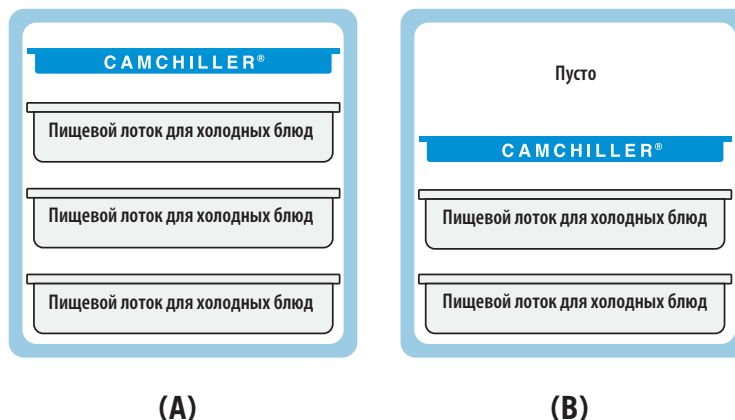 CAMCHILLER®
Пищевой лоток для холодных блюд
Пищевой лоток для холодных блюд
Пищевой лоток для холодных блюд
(A)
Пусто
CAMCHILLER®
Пищевой лоток для холодных блюд
Пищевой лоток для холодных блюд
(B)